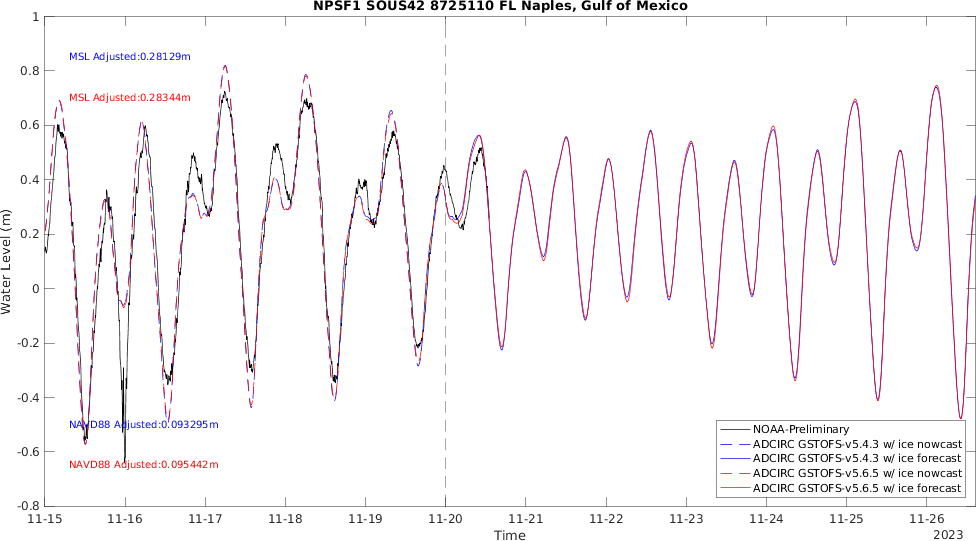 NPSF1 SOUS42 8725110 FL Naples, Gulf of Mexico
1
0.8
0.6
0.4
0.2
0
-0.2
-0.4
-0.6
-0.8
Water Level (m)
MSL Adjusted:0.28129m
MSL Adjusted:0.28344m
NAVD88 Adjusted:0.093295m
NAVD88 Adjusted:0.095442m
NOAA-Preliminary
ADCIRC GSTOFS-v5.4.3 w/ ice nowcast
ADCIRC GSTOFS-v5.4.3 w/ ice forecast
ADCIRC GSTOFS-v5.6.5 w/ ice nowcast
ADCIRC GSTOFS-v5.6.5 w/ ice forecast
11-15 11-16 11-17 11-18 11-19 11-20 11-21 11-22 11-23 11-24 11-25 11-26
Time
2023